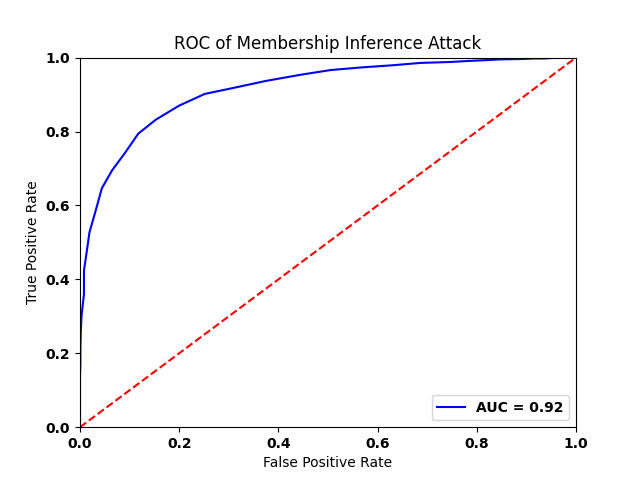 ROC of Membership Inference Attack
True Positive Rate
1.0
0.8
0.6
0.4
0.2
0.0
AUC = 0.92
0.0 0.2 0.4 0.6 0.8 1.0
False Positive Rate